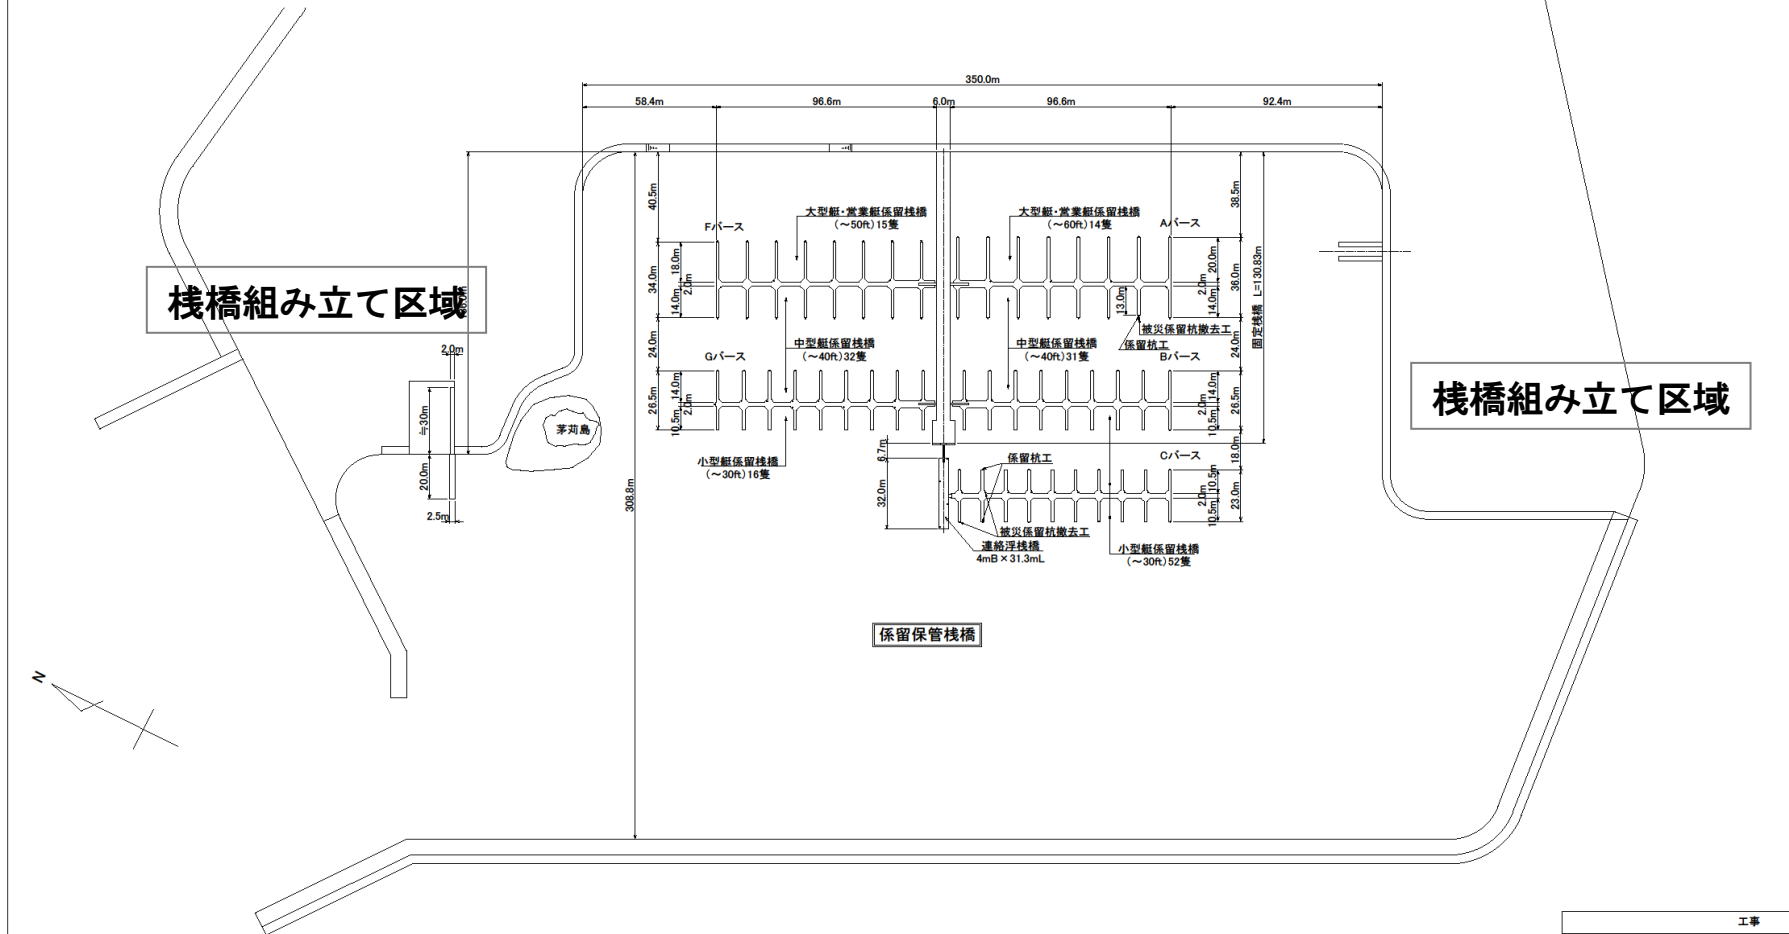 350.0m
58.4m
96.6m
6.0m
96.6m
92.4m
40.5m
38.5m
大型艇・営業艇係留桟橋
(～50ft)15隻
大型艇・営業艇係留桟橋
(～60ft)14隻
Fバース
Aバース
34.0m
18.0m
2.0m
14.0m
13.0m
20.0m
2.0m
14.0m
36.0m
固定桟橋 L=130.83m
桟橋組み立て区域
被災係留杭撤去工
係留杭工
24.0m
24.0m
中型艇係留桟橋
(～40ft)32隻
中型艇係留桟橋
(～40ft)31隻
Gバース
Bバース
2.0m
≒30m
20.0m
2.5m
茅苅島
26.5m
14.0m
2.0m
10.5m
14.0m
2.0m
10.5m
26.5m
桟橋組み立て区域
小型艇係留桟橋
(～30ft)16隻
6.7m
32.0m
係留杭工
Cバース
18.0m
10.5m
2.0m
10.5m
23.0m
308.8m
被災係留杭撤去工
連絡浮桟橋
4mB×31.3mL
小型艇係留桟橋
(～30ft)52隻
係留保管桟橋
N
工事